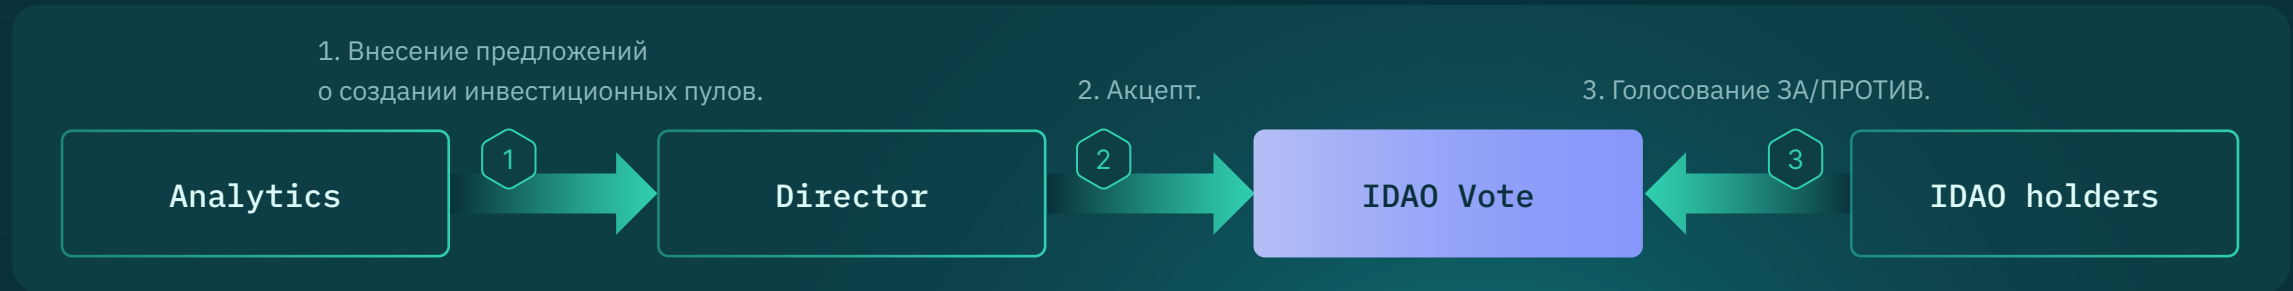 1. Внесение предложений
о создании инвестиционных пулов.
2. Акцепт.
3. Голосование ЗА/ПРОТИВ.
1
2
3
Analytics
Director
IDAO Vote
IDAO holders